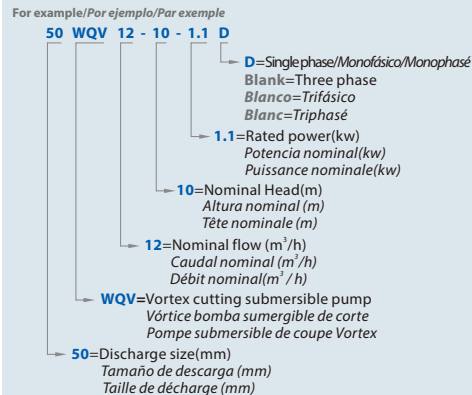 For example/Por ejemplo/Par exemple
50 WQV 12 - 10 - 1.1 D
D=Single phase/Monofásico/Monophasé
Blank=Three phase
Blanco=Trifásico
Blanc=Triphasé
1.1=Rated power(kw)
Potencia nominal(kw)
Puissance nominale(kw)
10=Nominal Head(m)
Altura nominal (m)
Tête nominale (m)
12=Nominal flow (m³/h)
Caudal nominal (m³/h)
Débit nominal(m³ / h)
WQV=Vortex cutting submersible pump
Vórtice bomba sumergible de corte
Pompe submersible de coupe Vortex
50=Discharge size(mm)
Tamaño de descarga (mm)
Taille de décharge (mm)